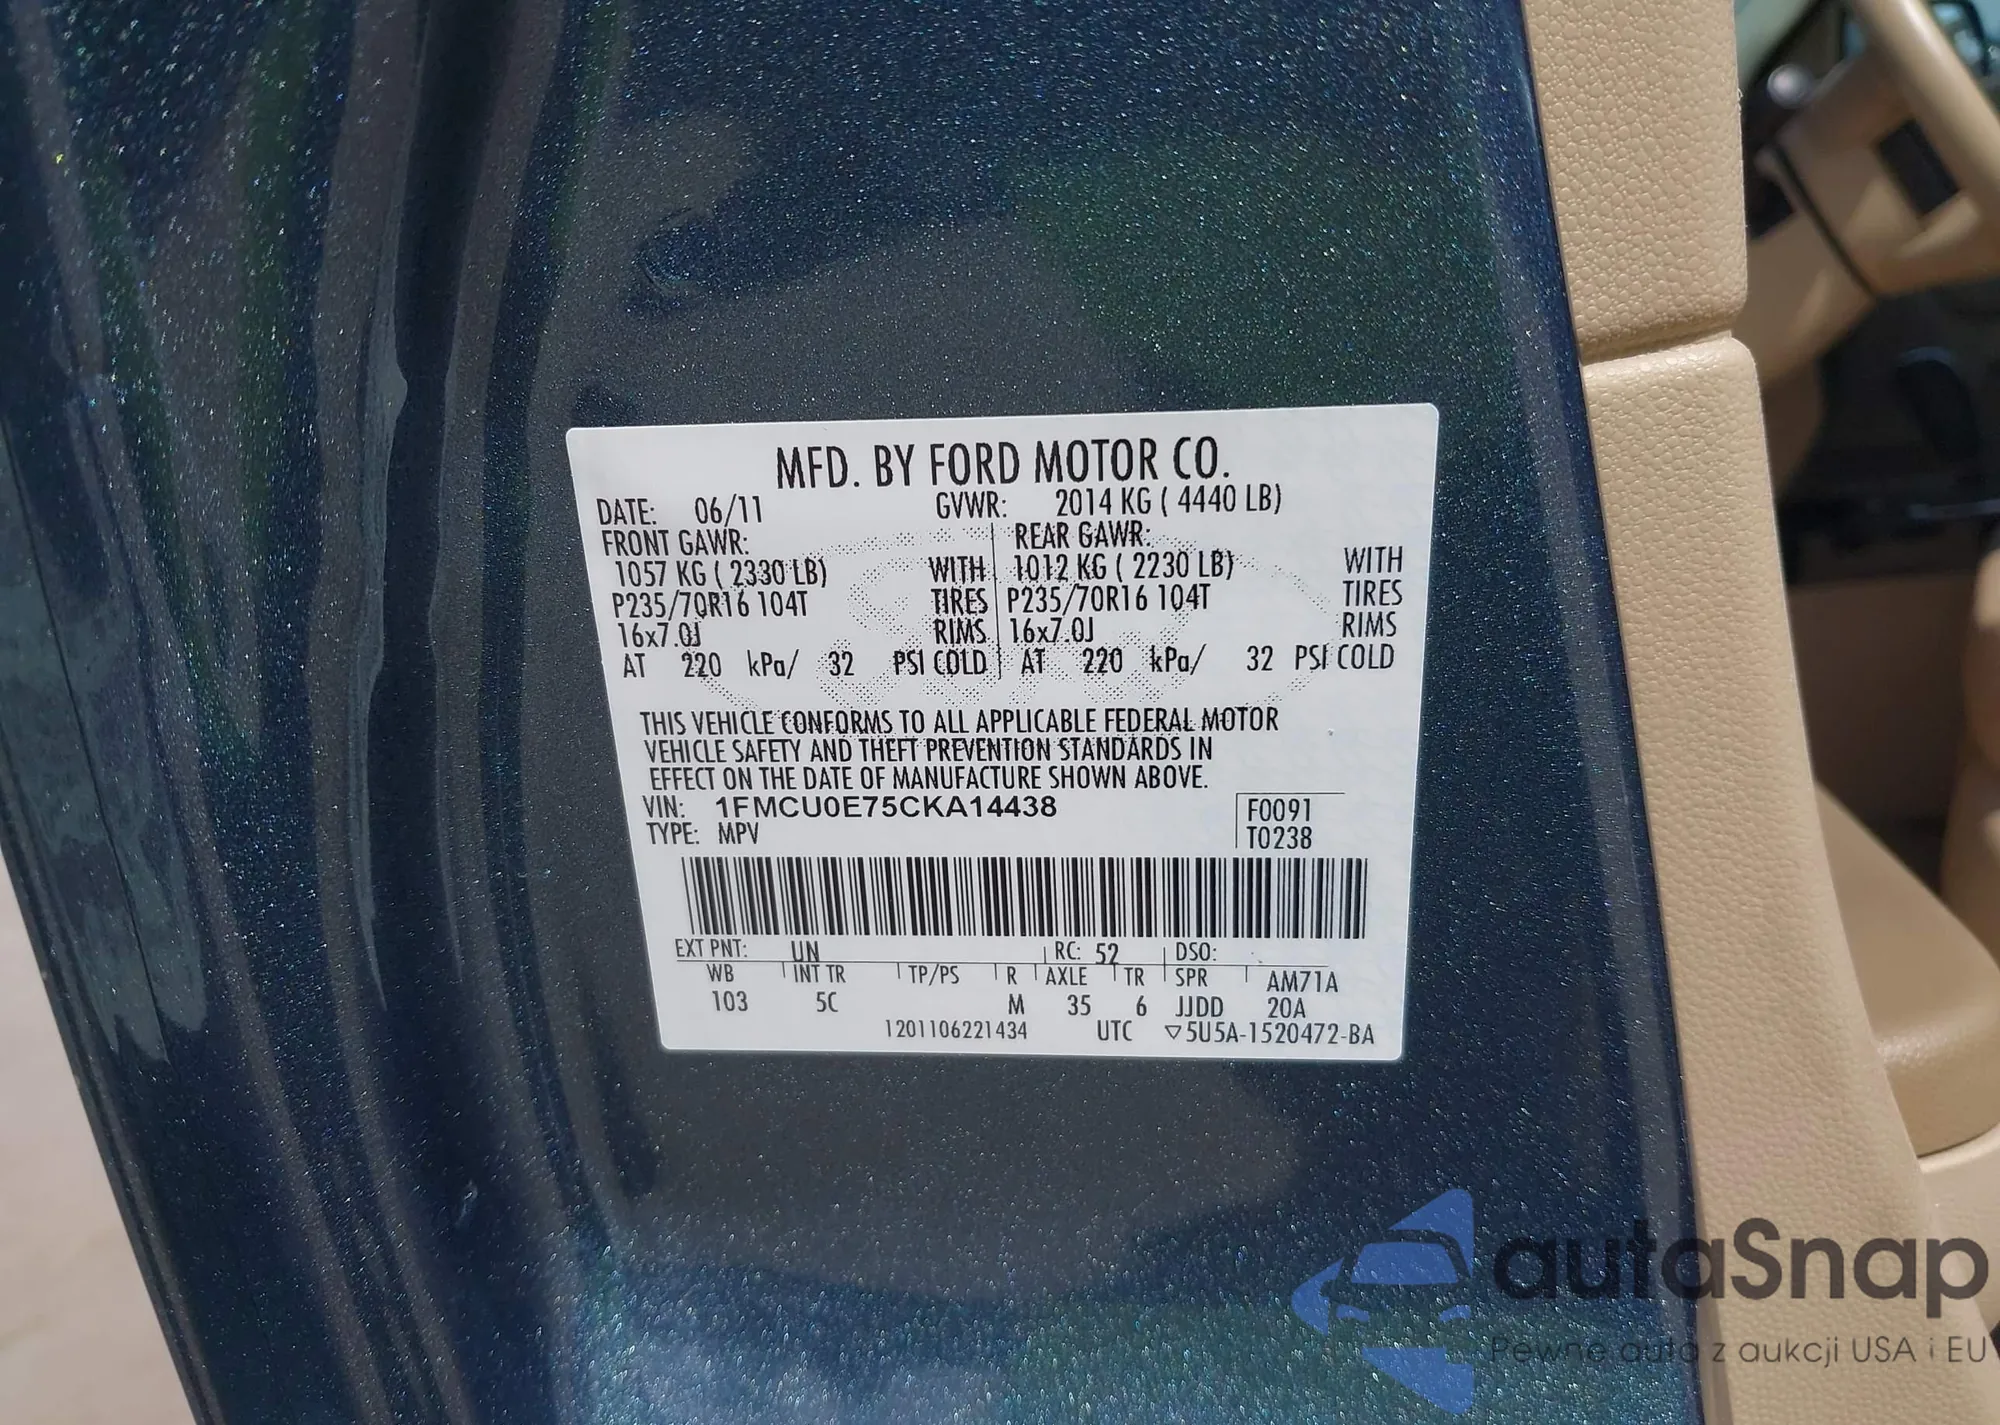 MFD. BY FORD MOTOR CO.
DATE: 06/11 GVWR: 2014 KG ( 4440 LB)
FRONT GAWR: REAR GAWR:
1057 KG ( 2330 LB) WITH 1012 KG ( 2230 LB) WITH
P235/70R16 104T TIRES P235/70R16 104T TIRES
16x7.0J RIMS 16x7.0J RIMS
AT 220 kPa/ 32 PSI COLD AT 220 kPa/ 32 PSI COLD
THIS VEHICLE CONFORMS TO ALL APPLICABLE FEDERAL MOTOR
VEHICLE SAFETY AND THEFT PREVENTION STANDARDS IN
EFFECT ON THE DATE OF MANUFACTURE SHOWN ABOVE.
VIN: 1FMCU0E75CKA14438 F0091
TYPE: MPV T0238
EXT PNT: UN RC: 52 DSO:
WB INT TR TP/PS R AXLE TR SPR AM71A
103 5C M 35 6 JJDD 20A
1201106221434 UTC ▽5U5A-1520472-BA
autaSnap
Pewne auta z aukcji USA i EU